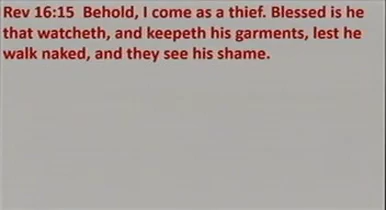 Rev 16:15  Behold, I come as a thief. Blessed is he
that watcheth, and keepeth his garments, lest he
walk naked, and they see his shame.